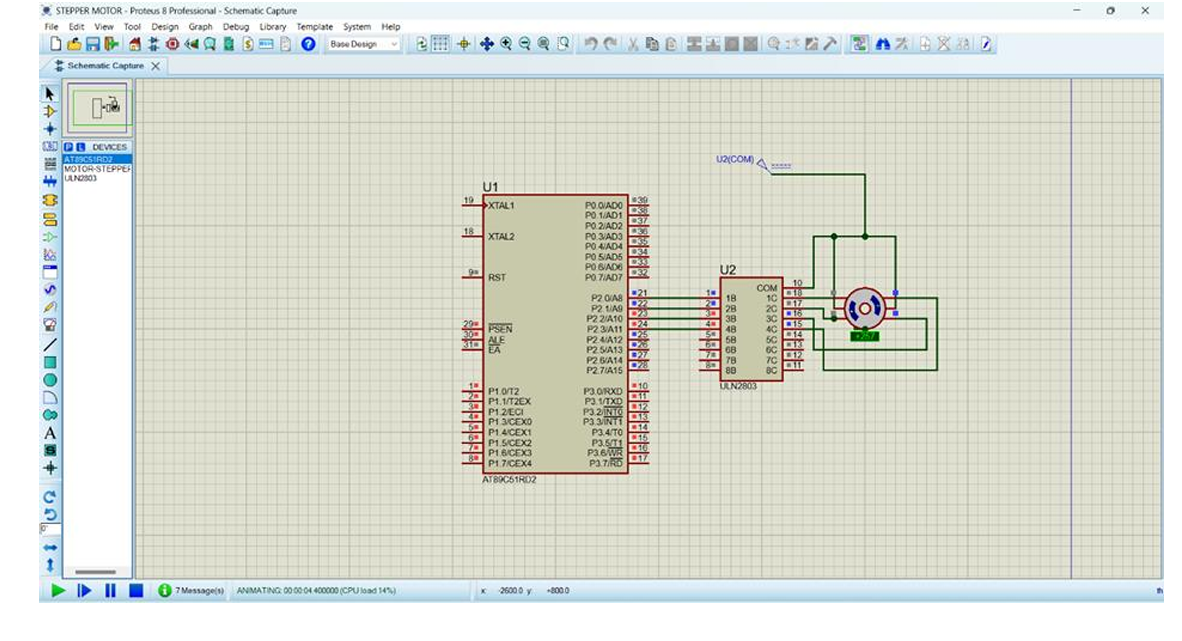 STEPPER MOTOR - Proteus 8 Professional - Schematic Capture
File Edit View Tool Design Graph Debug Library Template System Help
Base Design
Schematic Capture
P L DEVICES
AT89C51RD2
MOTOR-STEPPER
ULN2803
U2(COM)
U1
19 XTAL1
18 XTAL2
9 RST
29 PSEN
30 ALE
31 EA
1 P1.0/T2
2 P1.1/T2EX
3 P1.2/ECI
4 P1.3/CEX0
5 P1.4/CEX1
6 P1.5/CEX2
7 P1.6/CEX3
8 P1.7/CEX4
P0.0/AD0 39
P0.1/AD1 38
P0.2/AD2 37
P0.3/AD3 36
P0.4/AD4 35
P0.5/AD5 34
P0.6/AD6 33
P0.7/AD7 32
P2.0/A8 21
P2.1/A9 22
P2.2/A10 23
P2.3/A11 24
P2.4/A12 25
P2.5/A13 26
P2.6/A14 27
P2.7/A15 28
P3.0/RXD 10
P3.1/TXD 11
P3.2/INT0 12
P3.3/INT1 13
P3.4/T0 14
P3.5/T1 15
P3.6/WR 16
P3.7/RD 17
AT89C51RD2
U2
COM 10
1 1B 1C 18
2 2B 2C 17
3 3B 3C 16
4 4B 4C 15
5 5B 5C 14
6 6B 6C 13
7 7B 7C 12
8 8B 8C 11
ULN2803
A
S
7 Message(s)
ANIMATING: 00:00:04.400000 (CPU load 14%)
x: -2600.0 y: +800.0
th